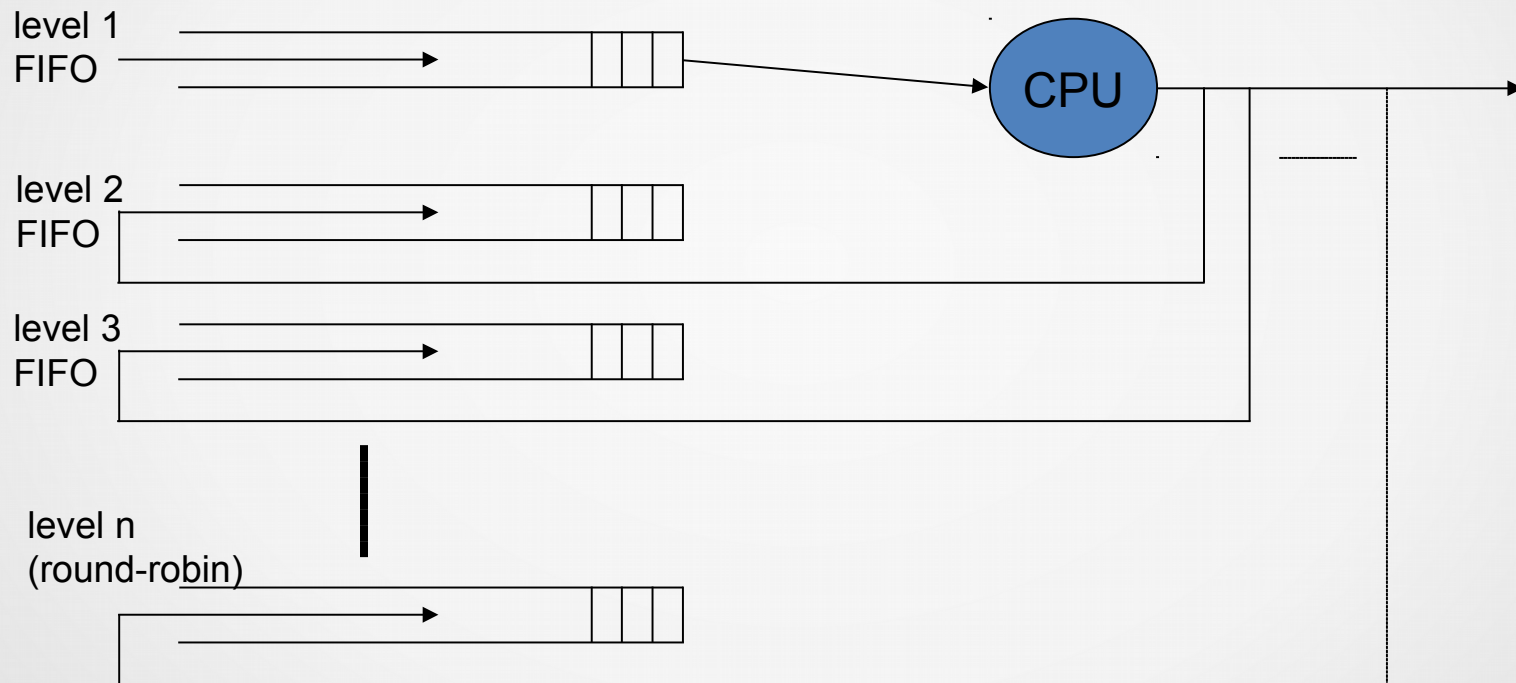 level 1
FIFO
CPU
level 2
FIFO
level 3
FIFO
level n
(round-robin)